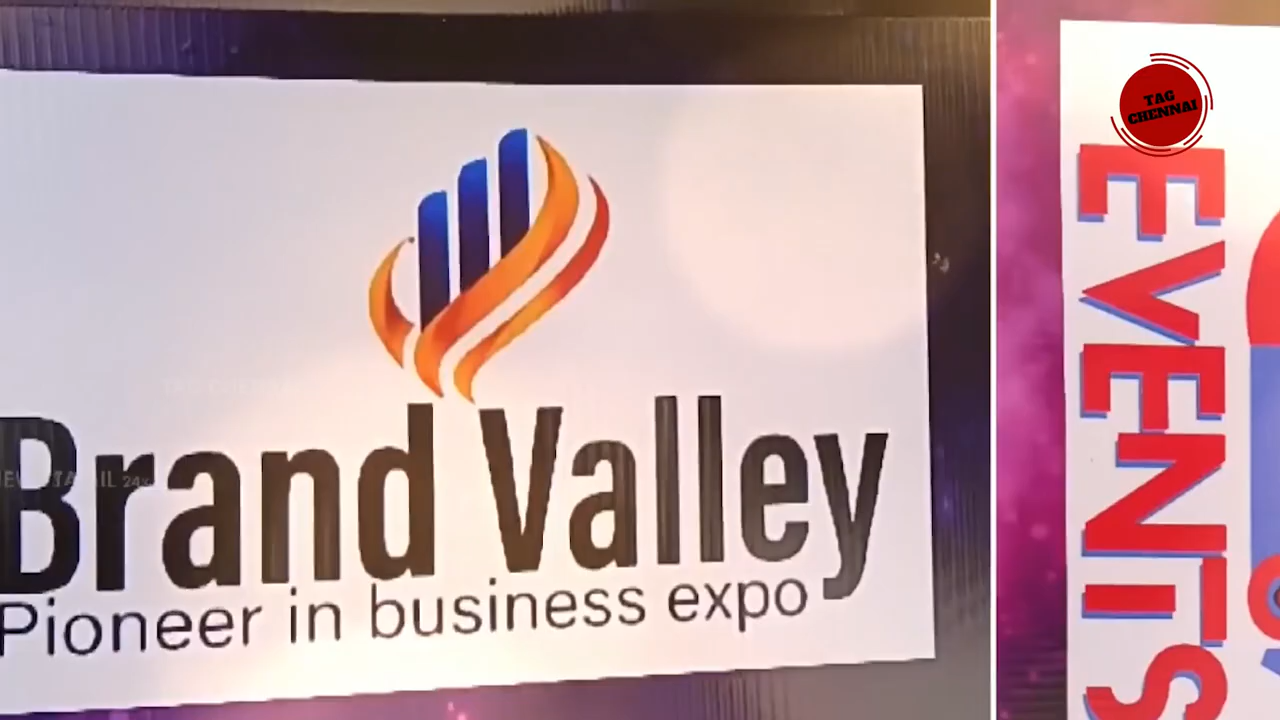 Brand Valley
Pioneer in business expo
TAG
CHENNAI
EVENTS